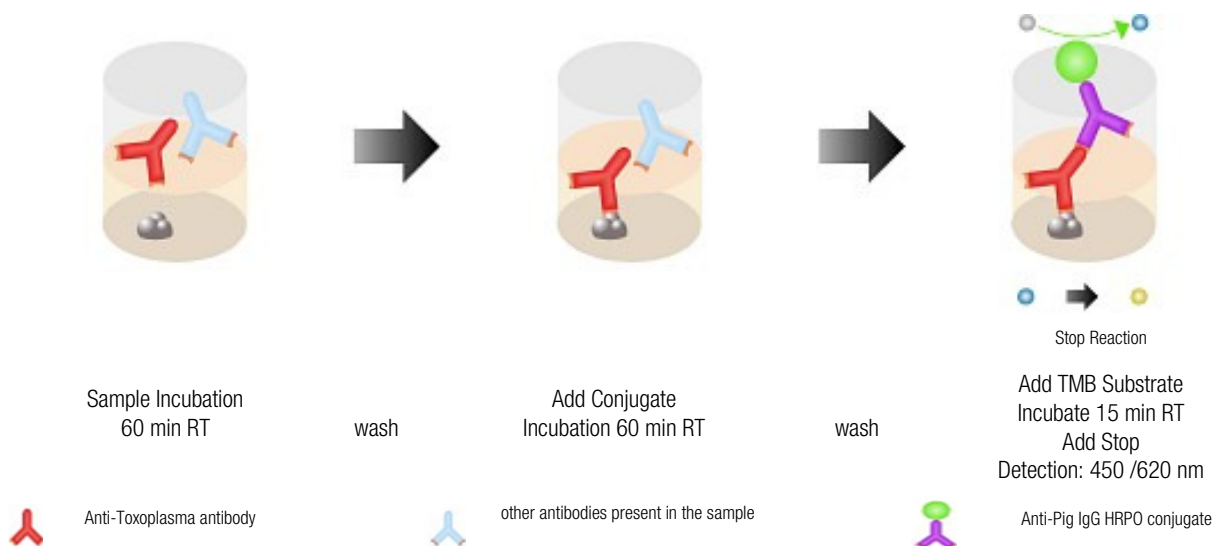 Stop Reaction
Sample Incubation
60 min RT
wash
Add Conjugate
Incubation 60 min RT
wash
Add TMB Substrate
Incubate 15 min RT
Add Stop
Detection: 450 /620 nm
Anti-Toxoplasma antibody
other antibodies present in the sample
Anti-Pig IgG HRPO conjugate